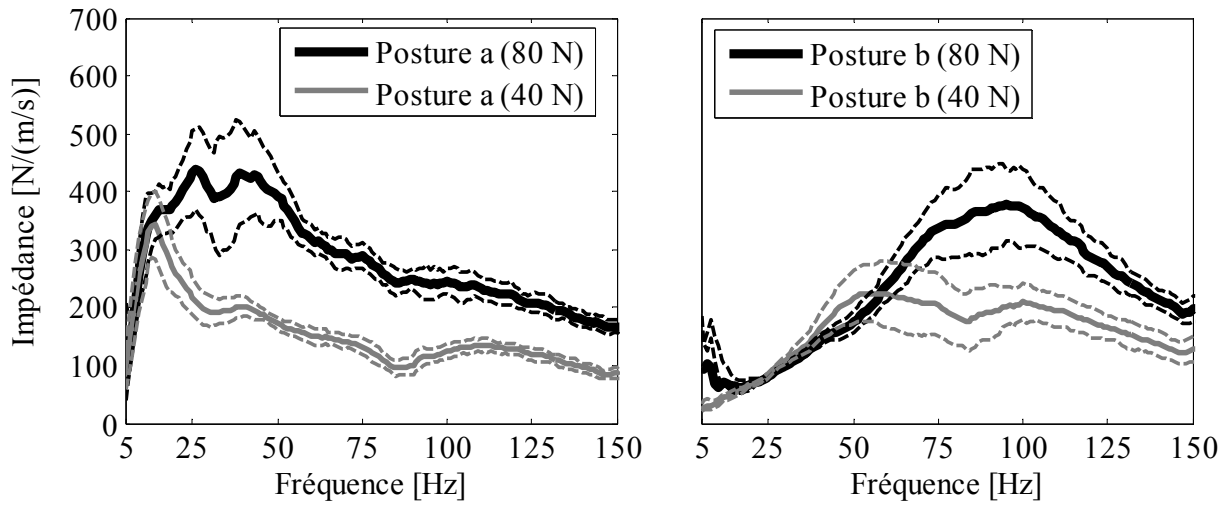 Impédance [N/(m/s)]
700
600
500
400
300
200
100
0
Posture a (80 N)
Posture a (40 N)
5 25 50 75 100 125 150
Fréquence [Hz]
Posture b (80 N)
Posture b (40 N)
5 25 50 75 100 125 150
Fréquence [Hz]